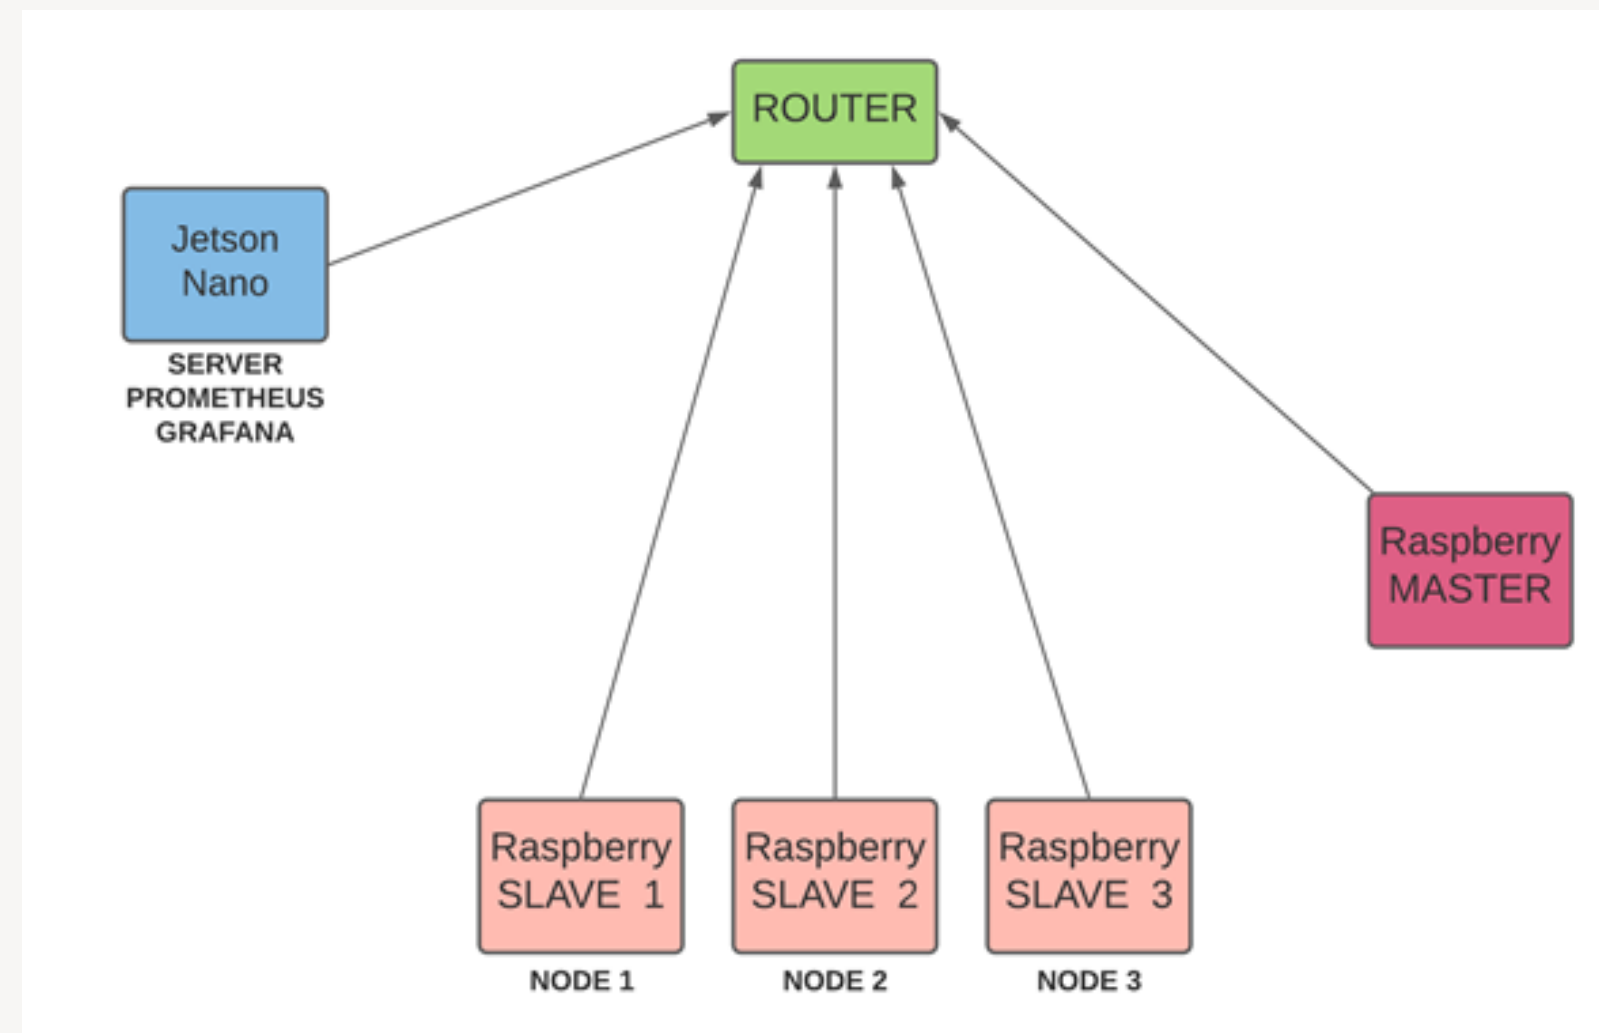 ROUTER
Jetson
Nano
SERVER
PROMETHEUS
GRAFANA
Raspberry
MASTER
Raspberry
SLAVE 1
NODE 1
Raspberry
SLAVE 2
NODE 2
Raspberry
SLAVE 3
NODE 3